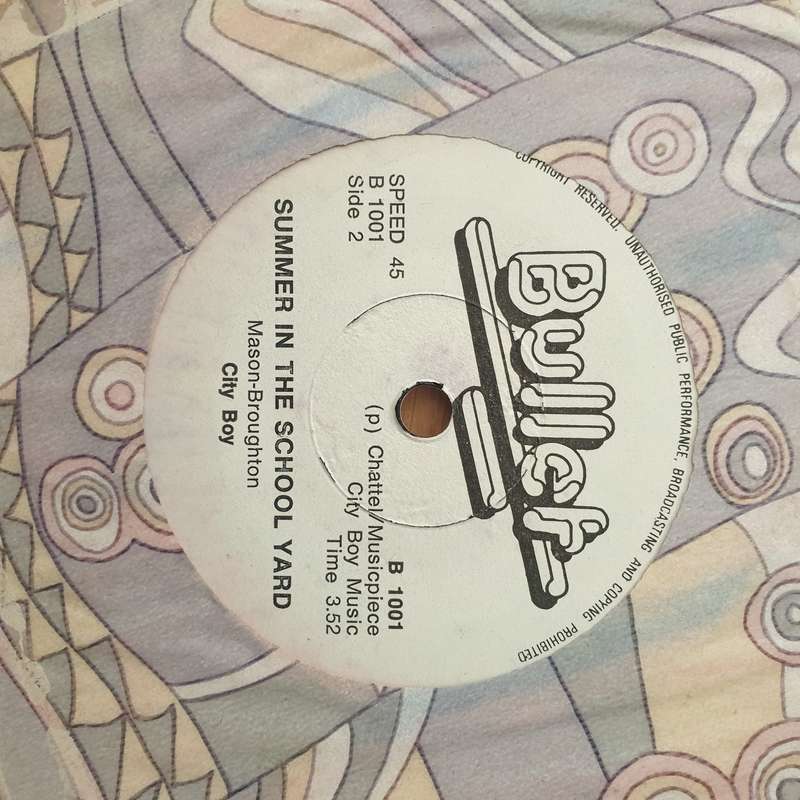 COPYRIGHT RESERVED, UNAUTHORISED PUBLIC PERFORMANCE, BROADCASTING AND COPYING PROHIBITED
Bullet
SPEED 45
B 1001
Side 2
B 1001
(p) Chattel/Musicpiece
City Boy Music
Time 3.52
SUMMER IN THE SCHOOL YARD
Mason-Broughton
City Boy